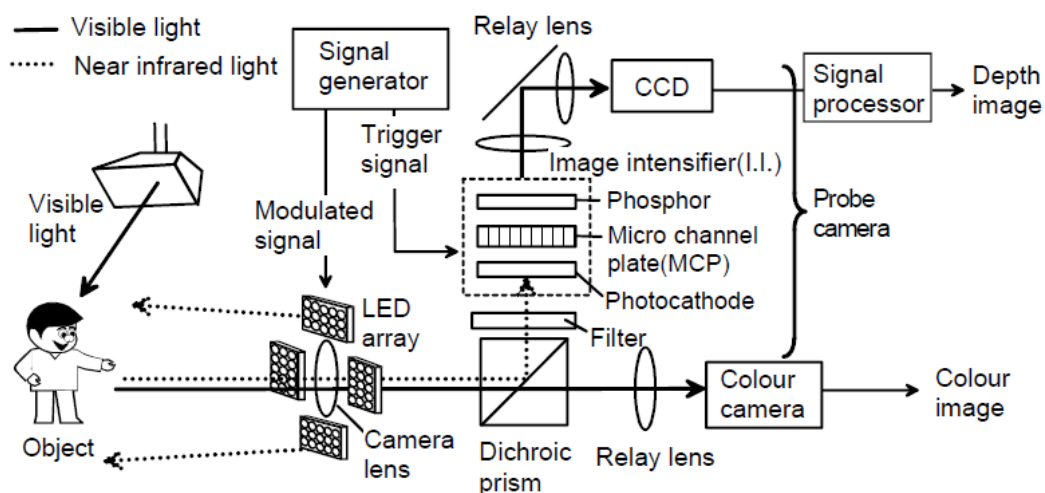 Visible light
Near infrared light
Signal
generator
Relay lens
CCD
Signal
processor
Depth
image
Trigger
signal
Image intensifier(I.I.)
Visible
light
Modulated
signal
Phosphor
Micro channel
plate(MCP)
Photocathode
Probe
camera
LED
array
Filter
Object
Camera
lens
Dichroic
prism
Relay lens
Colour
camera
Colour
image